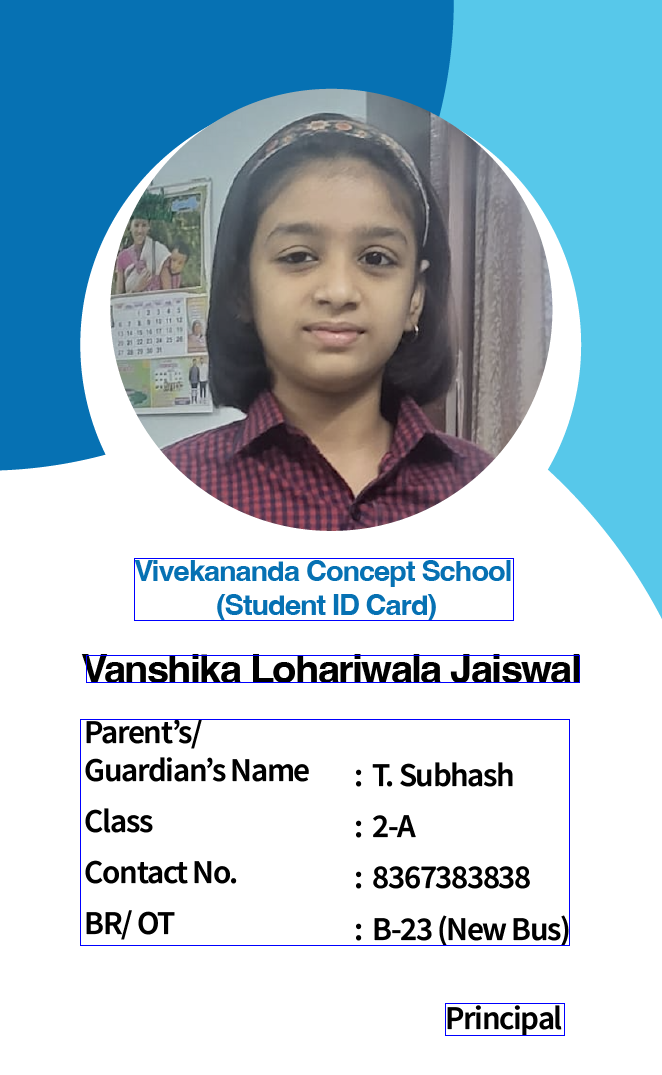 Vivekananda Concept School
(Student ID Card)
Vanshika Lohariwala Jaiswal
Parent's/
Guardian's Name : T. Subhash
Class : 2-A
Contact No. : 8367383838
BR/ OT : B-23 (New Bus)
Principal